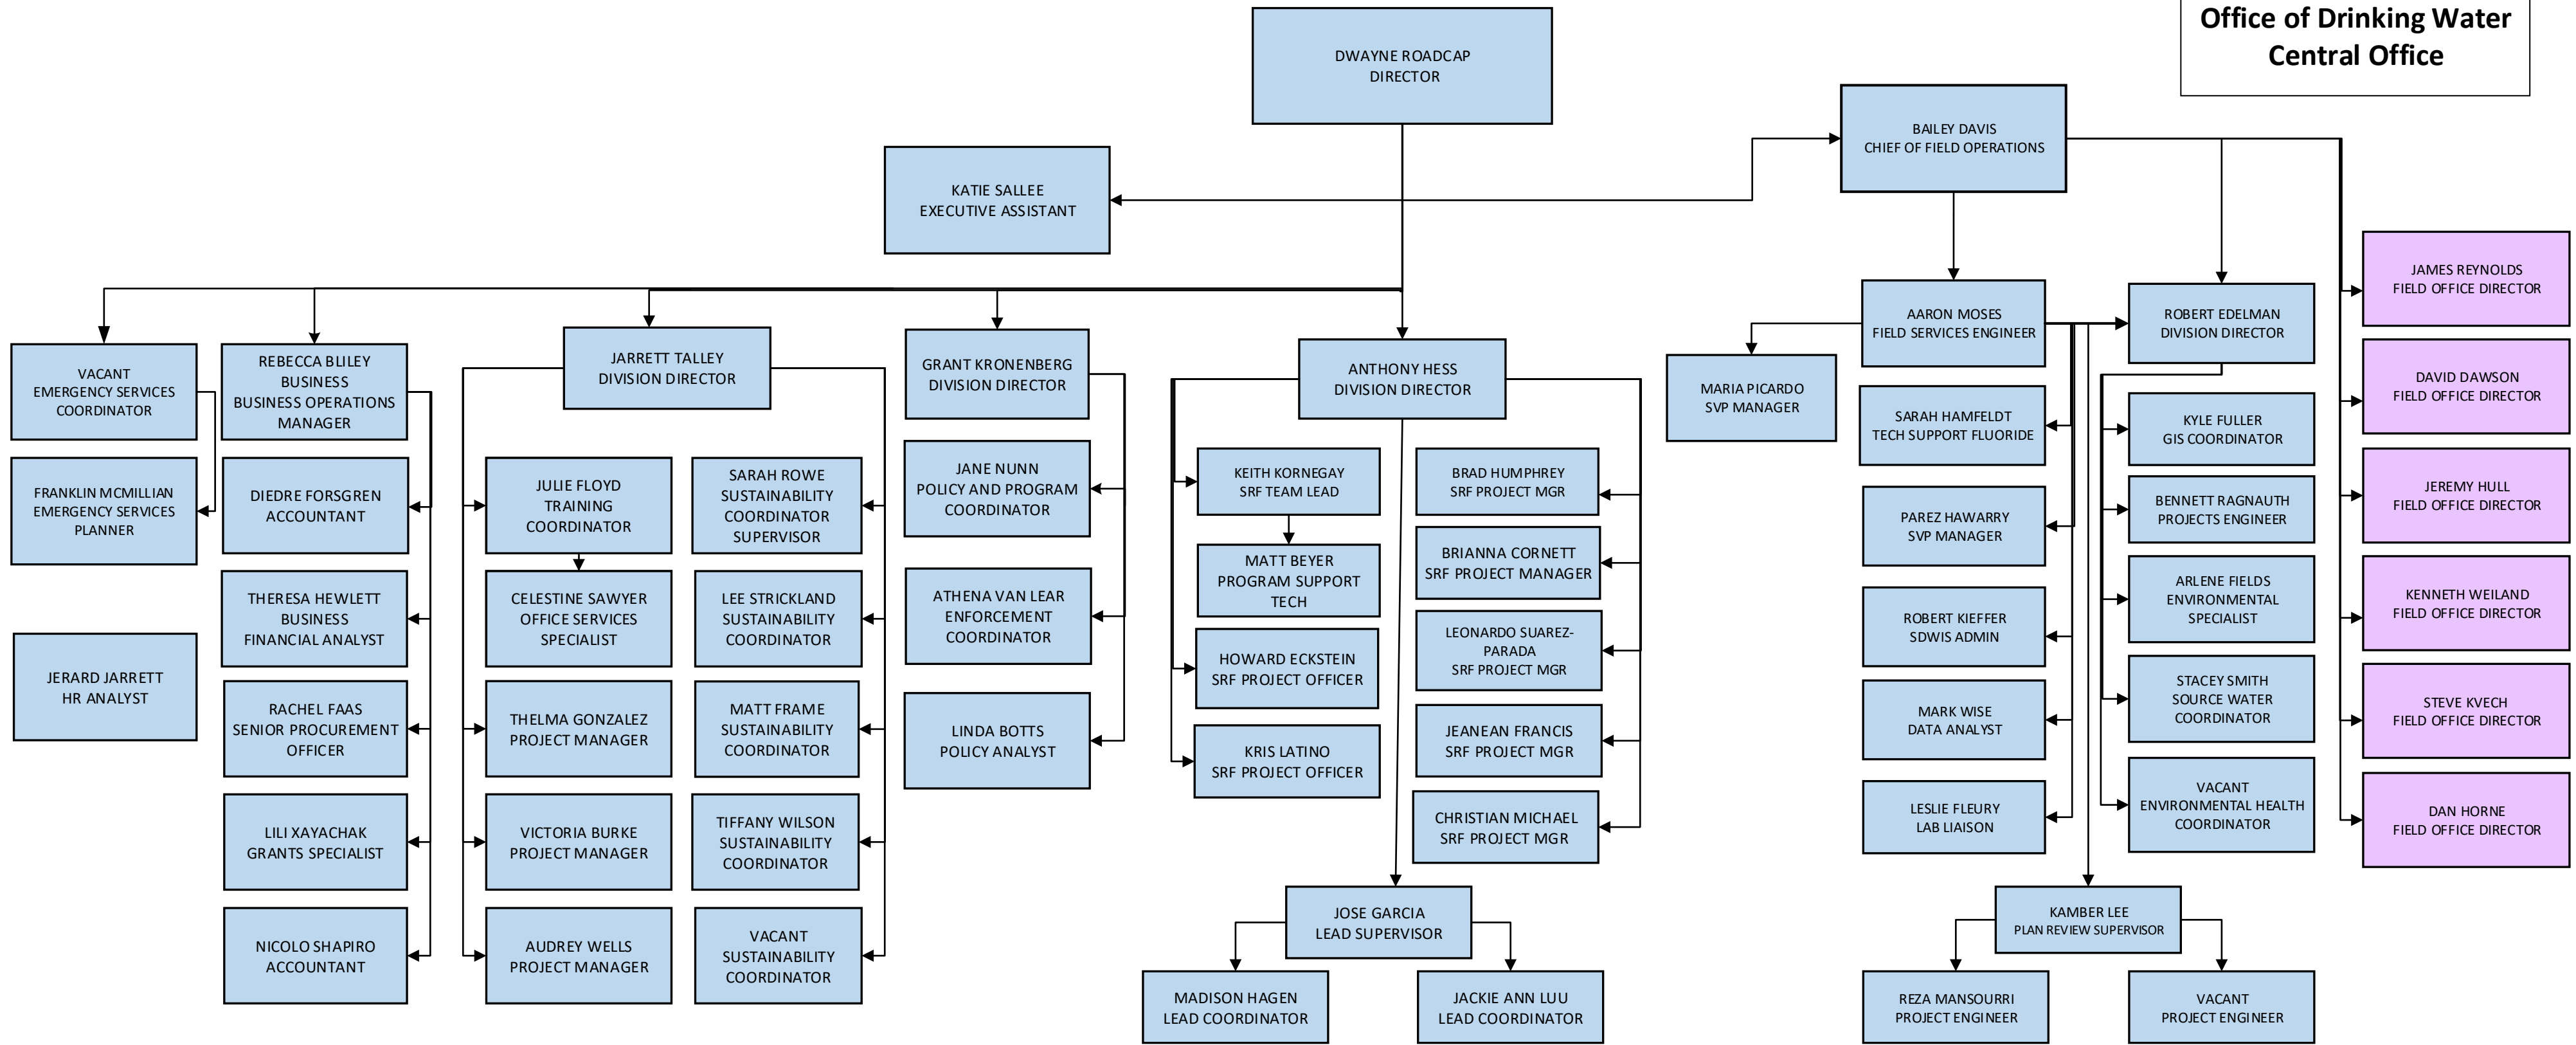 Office of Drinking Water
Central Office
DWAYNE ROADCAP
DIRECTOR
BAILEY DAVIS
CHIEF OF FIELD OPERATIONS
KATIE SALLEE
EXECUTIVE ASSISTANT
VACANT
EMERGENCY SERVICES
COORDINATOR
FRANKLIN MCMILLIAN
EMERGENCY SERVICES
PLANNER
JERARD JARRETT
HR ANALYST
REBECCA BLILEY
BUSINESS
BUSINESS OPERATIONS
MANAGER
DIEDRE FORSGREN
ACCOUNTANT
THERESA HEWLETT
BUSINESS
FINANCIAL ANALYST
RACHEL FAAS
SENIOR PROCUREMENT
OFFICER
LILI XAYACHAK
GRANTS SPECIALIST
NICOLO SHAPIRO
ACCOUNTANT
JARRETT TALLEY
DIVISION DIRECTOR
JULIE FLOYD
TRAINING
COORDINATOR
CELESTINE SAWYER
OFFICE SERVICES
SPECIALIST
THELMA GONZALEZ
PROJECT MANAGER
VICTORIA BURKE
PROJECT MANAGER
AUDREY WELLS
PROJECT MANAGER
SARAH ROWE
SUSTAINABILITY
COORDINATOR
SUPERVISOR
LEE STRICKLAND
SUSTAINABILITY
COORDINATOR
MATT FRAME
SUSTAINABILITY
COORDINATOR
TIFFANY WILSON
SUSTAINABILITY
COORDINATOR
VACANT
SUSTAINABILITY
COORDINATOR
GRANT KRONENBERG
DIVISION DIRECTOR
JANE NUNN
POLICY AND PROGRAM
COORDINATOR
ATHENA VAN LEAR
ENFORCEMENT
COORDINATOR
LINDA BOTTS
POLICY ANALYST
ANTHONY HESS
DIVISION DIRECTOR
KEITH KORNEGAY
SRF TEAM LEAD
MATT BEYER
PROGRAM SUPPORT
TECH
HOWARD ECKSTEIN
SRF PROJECT OFFICER
KRIS LATINO
SRF PROJECT OFFICER
BRAD HUMPHREY
SRF PROJECT MGR
BRIANNA CORNETT
SRF PROJECT MANAGER
LEONARDO SUAREZ-
PARADA
SRF PROJECT MGR
JEANEAN FRANCIS
SRF PROJECT MGR
CHRISTIAN MICHAEL
SRF PROJECT MGR
JOSE GARCIA
LEAD SUPERVISOR
MADISON HAGEN
LEAD COORDINATOR
JACKIE ANN LUU
LEAD COORDINATOR
MARIA PICARDO
SVP MANAGER
AARON MOSES
FIELD SERVICES ENGINEER
SARAH HAMFELDT
TECH SUPPORT FLUORIDE
PAREZ HAWARRY
SVP MANAGER
ROBERT KIEFFER
SDWIS ADMIN
MARK WISE
DATA ANALYST
LESLIE FLEURY
LAB LIAISON
ROBERT EDELMAN
DIVISION DIRECTOR
KYLE FULLER
GIS COORDINATOR
BENNETT RAGNAUTH
PROJECTS ENGINEER
ARLENE FIELDS
ENVIRONMENTAL
SPECIALIST
STACEY SMITH
SOURCE WATER
COORDINATOR
VACANT
ENVIRONMENTAL HEALTH
COORDINATOR
KAMBER LEE
PLAN REVIEW SUPERVISOR
REZA MANSOURRI
PROJECT ENGINEER
VACANT
PROJECT ENGINEER
JAMES REYNOLDS
FIELD OFFICE DIRECTOR
DAVID DAWSON
FIELD OFFICE DIRECTOR
JEREMY HULL
FIELD OFFICE DIRECTOR
KENNETH WEILAND
FIELD OFFICE DIRECTOR
STEVE KVECH
FIELD OFFICE DIRECTOR
DAN HORNE
FIELD OFFICE DIRECTOR